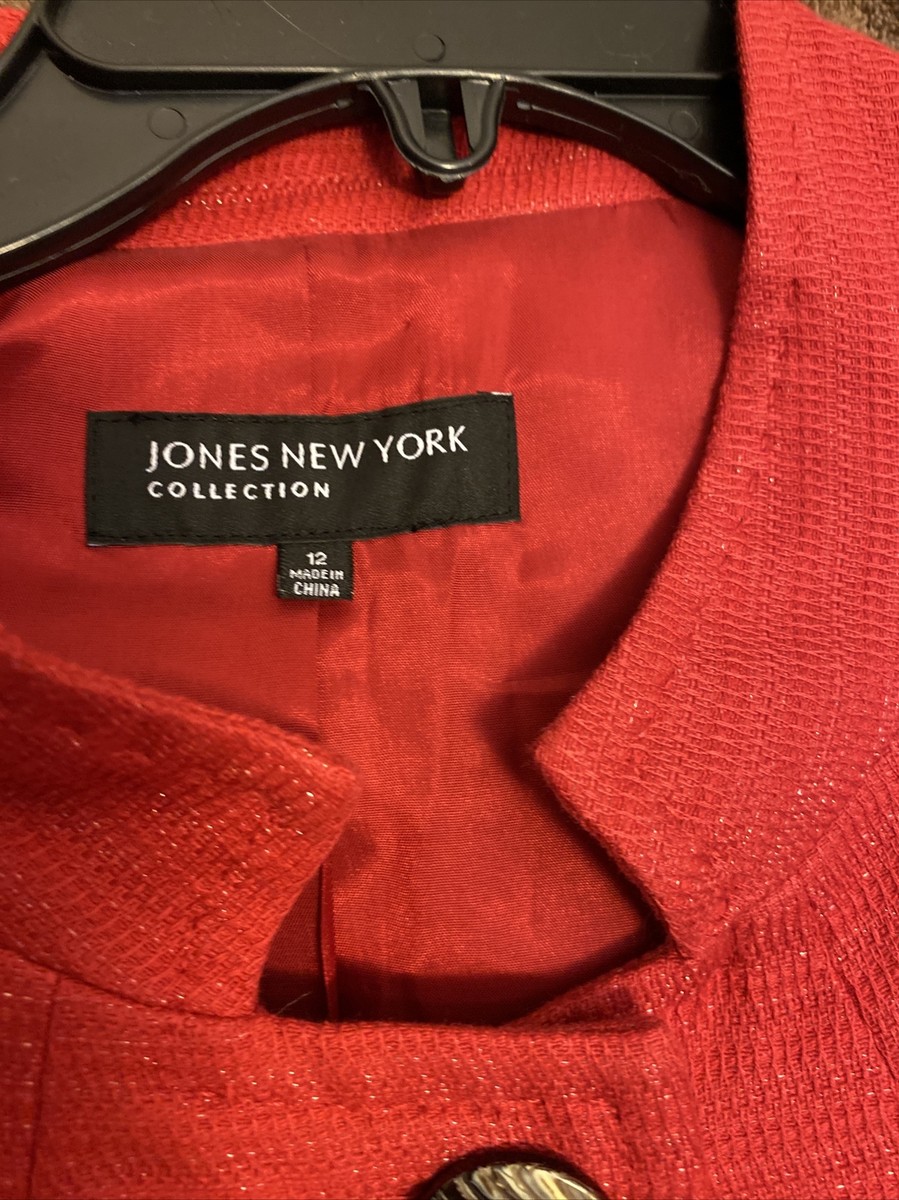 JONES NEW YORK
COLLECTION
12
MADE IN
CHINA